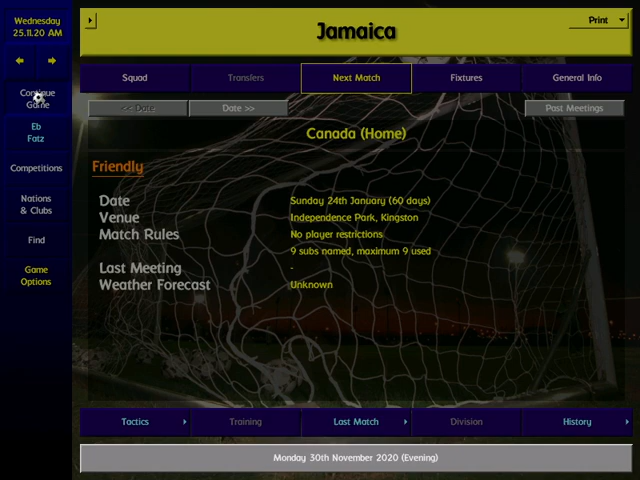 Wednesday
25.11.20 AM
Continue
Game
Eb
Fatz
Competitions
Nations
& Clubs
Find
Game
Options
Jamaica
Print
Squad
Transfers
Next Match
Fixtures
General Info
<< Date
Date >>
Past Meetings
Canada (Home)
Friendly
Date
Sunday 24th January (60 days)
Venue
Independence Park, Kingston
Match Rules
No player restrictions
9 subs named, maximum 9 used
Last Meeting
-
Weather Forecast
Unknown
Tactics
Training
Last Match
Division
History
Monday 30th November 2020 (Evening)